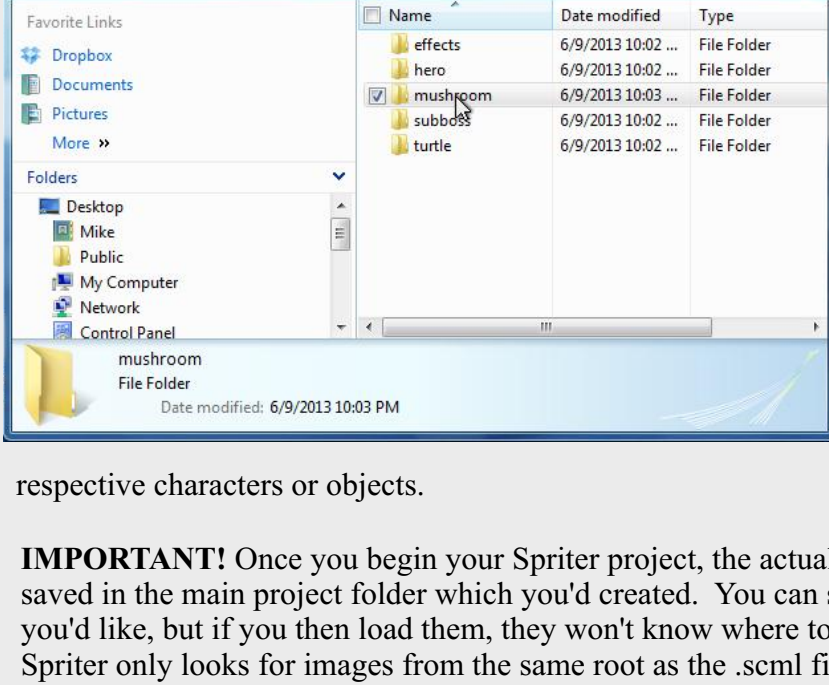 Favorite Links
Dropbox
Documents
Pictures
More »
Folders
Desktop
Mike
Public
My Computer
Network
Control Panel
Name Date modified Type
effects 6/9/2013 10:02 ... File Folder
hero 6/9/2013 10:02 ... File Folder
mushroom 6/9/2013 10:03 ... File Folder
subboss 6/9/2013 10:02 ... File Folder
turtle 6/9/2013 10:02 ... File Folder
mushroom
File Folder
Date modified: 6/9/2013 10:03 PM
respective characters or objects.
IMPORTANT! Once you begin your Spriter project, the actual
saved in the main project folder which you'd created. You can s
you'd like, but if you then load them, they won't know where to
Spriter only looks for images from the same root as the .scml fi